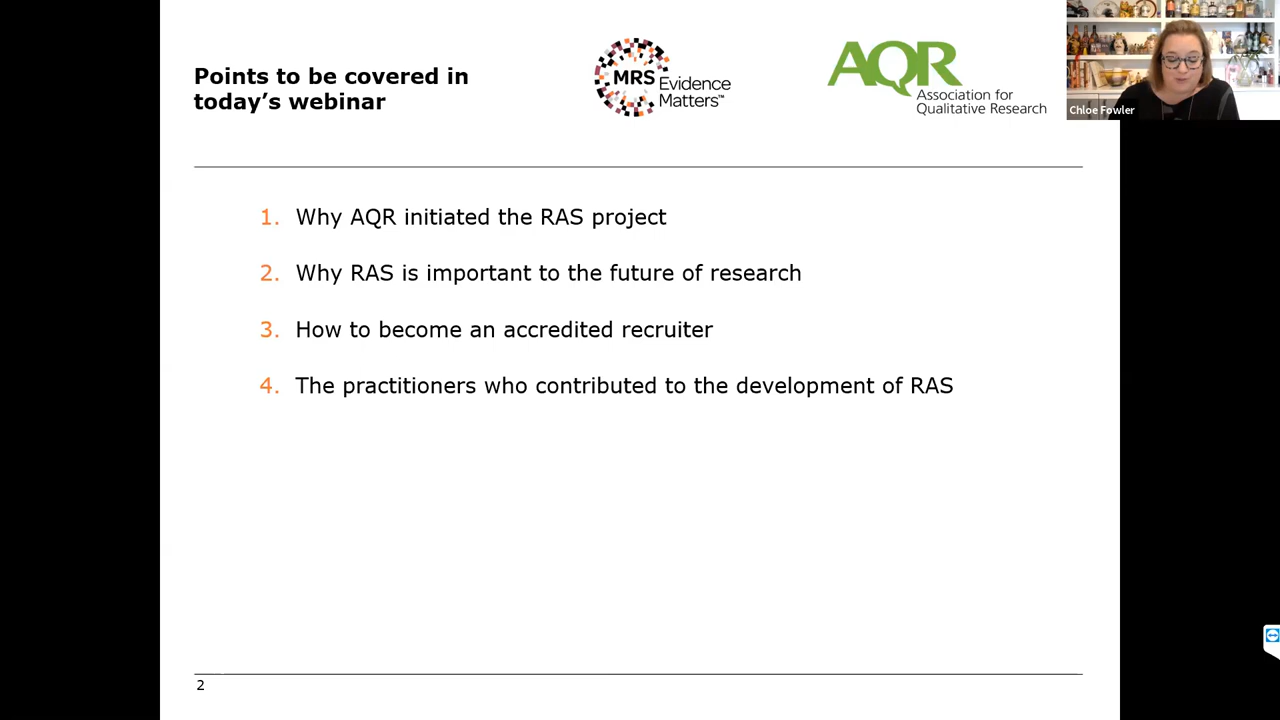 Points to be covered in
today's webinar
MRS Evidence
Matters™
AQR
Association for
Qualitative Research
Chloe Fowler
1. Why AQR initiated the RAS project
2. Why RAS is important to the future of research
3. How to become an accredited recruiter
4. The practitioners who contributed to the development of RAS
2